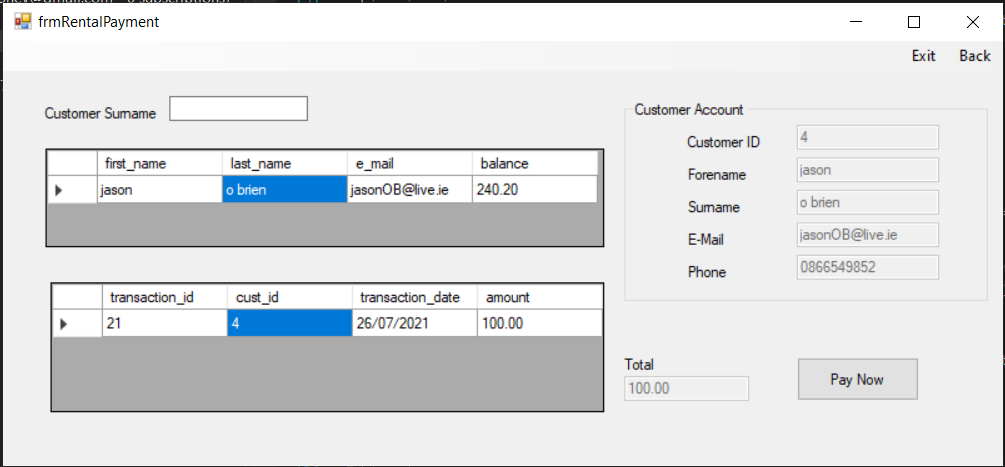 frmRentalPayment
Exit Back
Customer Surname
first_name last_name e_mail balance
jason o brien jasonOB@live.ie 240.20
transaction_id cust_id transaction_date amount
21 4 26/07/2021 100.00
Customer Account
Customer ID 4
Forename jason
Surname o brien
E-Mail jasonOB@live.ie
Phone 0866549852
Total
100.00
Pay Now